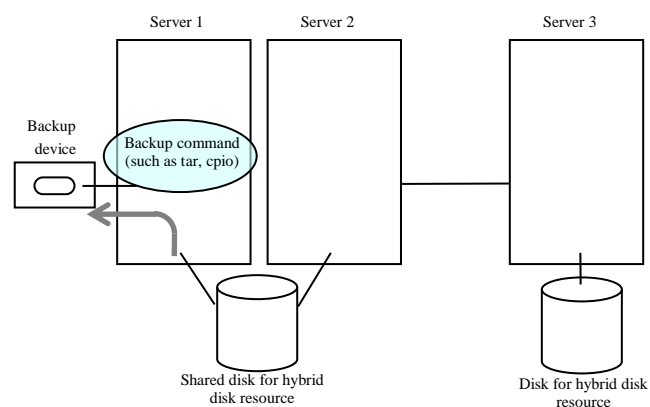 Server 1
Server 2
Server 3
Backup
device
Backup command
(such as tar, cpio)
Shared disk for hybrid
disk resource
Disk for hybrid disk
resource